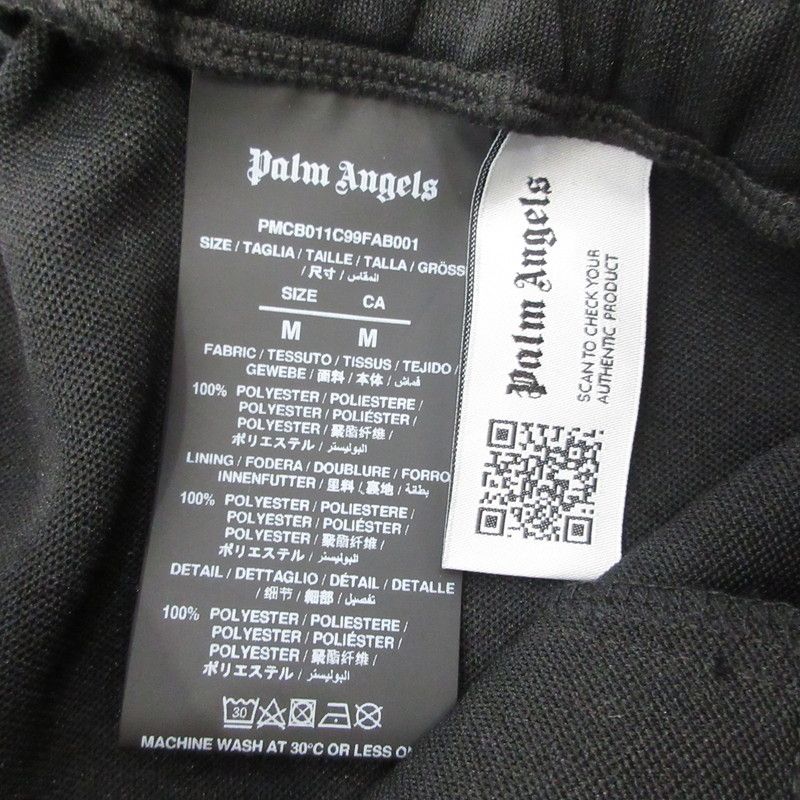 Palm Angels
PMCB011C99FAB001
SIZE / TAGLIA / TAILLE / TALLA / GRÖSS
/ 尺寸 / المقاس
SIZE CA
M M
FABRIC / TESSUTO / TISSUS / TEJIDO /
GEWEBE / 面料 / 本体 / قماش
100% POLYESTER / POLIESTERE /
POLYESTER / POLIÉSTER /
POLYESTER / 聚酯纤维 /
ポリエステル / البوليستر
LINING / FODERA / DOUBLURE / FORRO
INNENFUTTER / 里料 / 裏地 / بطانة
100% POLYESTER / POLIESTERE /
POLYESTER / POLIÉSTER /
POLYESTER / 聚酯纤维 /
ポリエステル / البوليستر
DETAIL / DETTAGLIO / DÉTAIL / DETALLE
/ 细节 / 細部 / تفصيل
100% POLYESTER / POLIESTERE /
POLYESTER / POLIÉSTER /
POLYESTER / 聚酯纤维 /
ポリエステル / البوليستر
30
MACHINE WASH AT 30°C OR LESS
Palm Angels
SCAN TO CHECK YOUR
AUTHENTIC PRODUCT